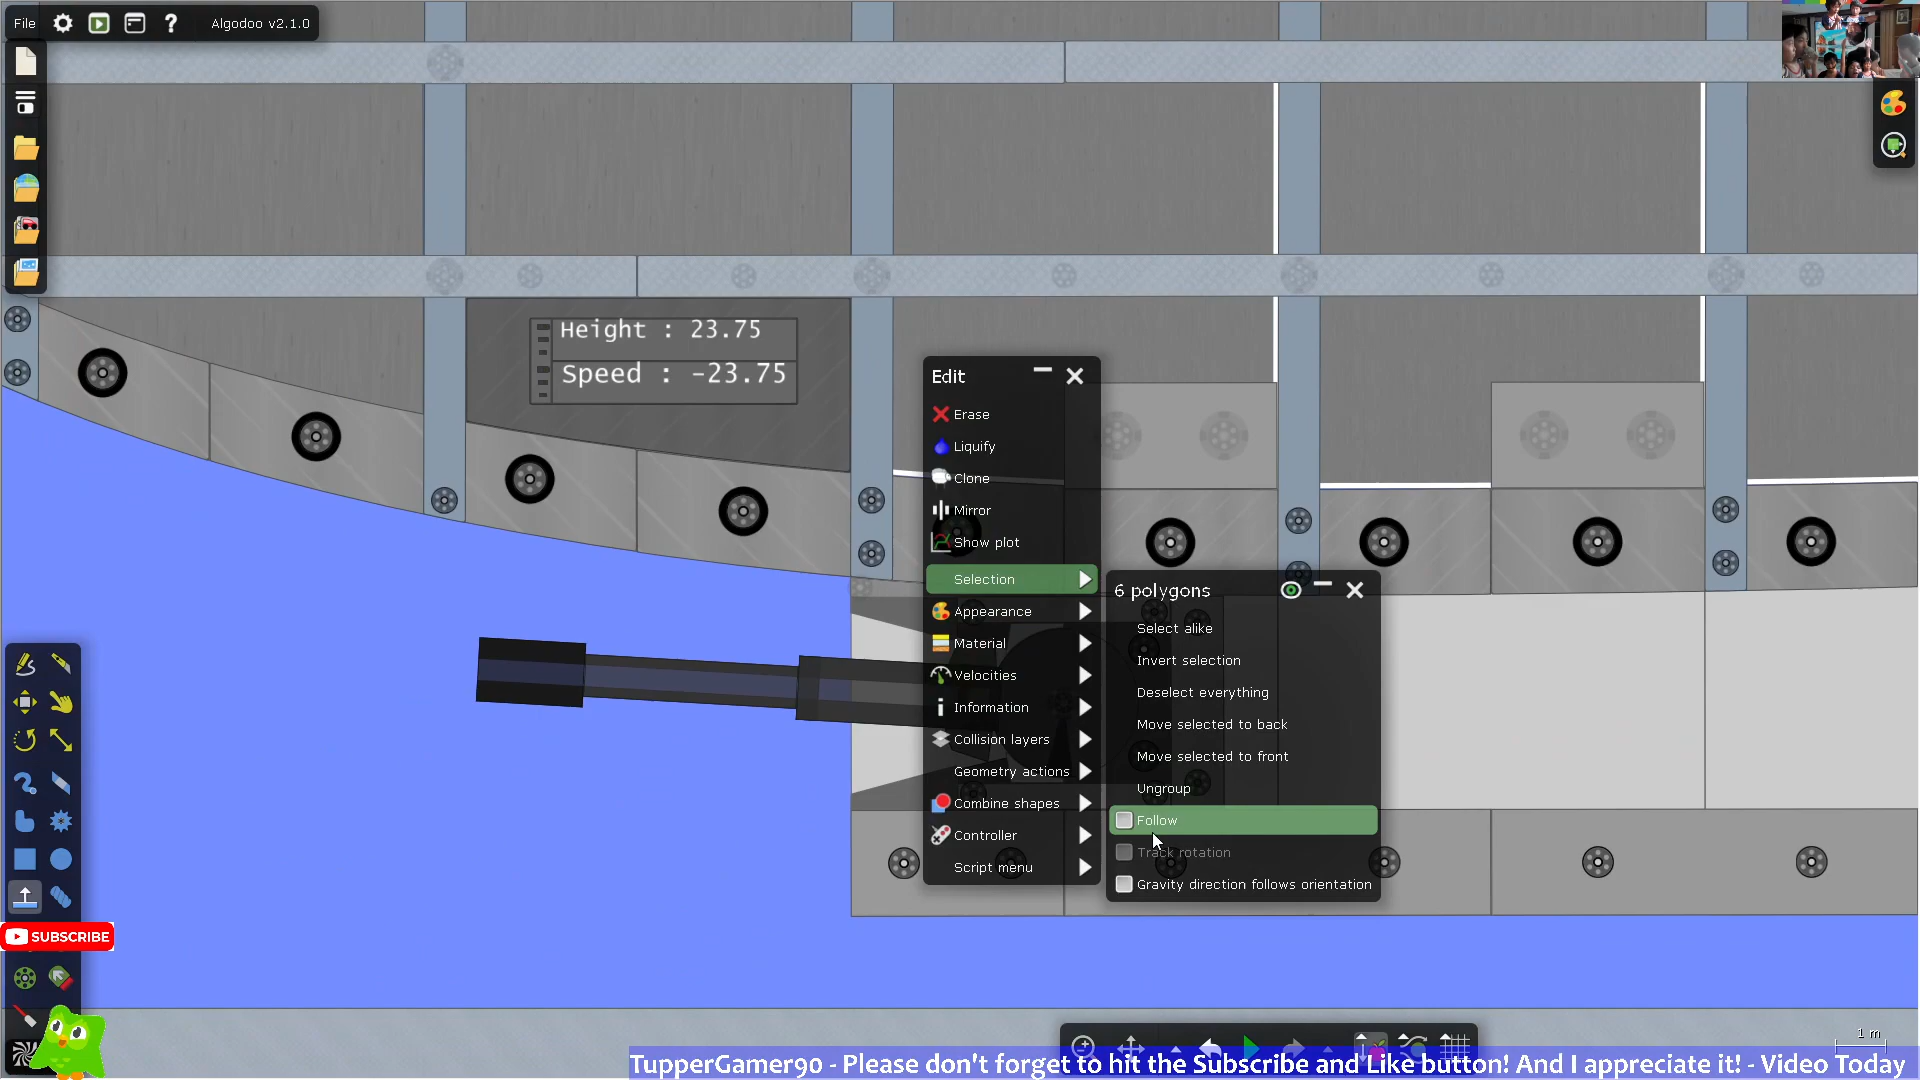 File
Algodoo v2.1.0
Height : 23.75
Speed : -23.75
Edit
Erase
Liquify
Clone
Mirror
Show plot
Selection
Appearance
Material
Velocities
Information
Collision layers
Geometry actions
Combine shapes
Controller
Script menu
6 polygons
Select alike
Invert selection
Deselect everything
Move selected to back
Move selected to front
Ungroup
Follow
Track rotation
Gravity direction follows orientation
SUBSCRIBE
1 m
TupperGamer90 - Please don't forget to hit the Subscribe and Like button! And I appreciate it! - Video Today